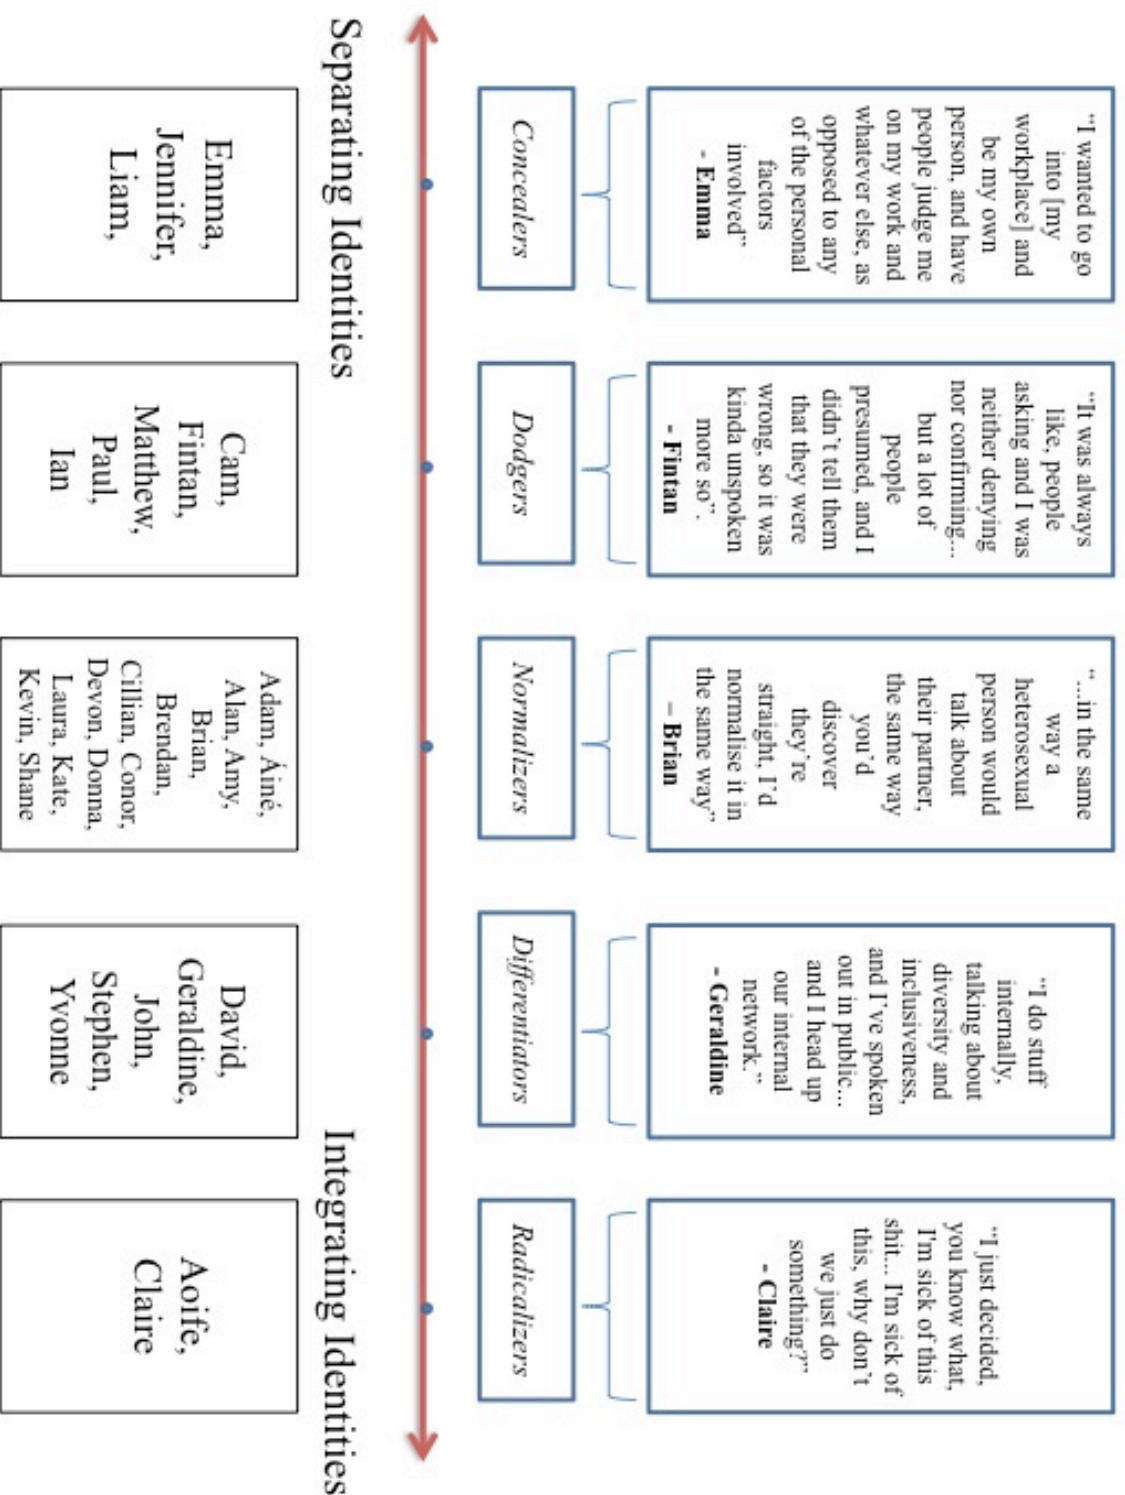 “I wanted to go
into [my
workplace] and
be my own
person, and have
people judge me
on my work and
whatever else, as
opposed to any
of the personal
factors
involved”
- Emma
“It was always
like, people
asking and I was
neither denying
nor confirming...
but a lot of
people
presumed, and I
didn’t tell them
that they were
wrong, so it was
kinda unspoken
more so”.
- Fintan
“...in the same
way a
heterosexual
person would
talk about
their partner,
the same way
you’d
discover
they’re
straight, I’d
normalise it in
the same way”
– Brian
“I do stuff
internally,
talking about
diversity and
inclusiveness,
and I’ve spoken
out in public...
and I head up
our internal
network.”
- Geraldine
“I just decided,
you know what,
I'm sick of this
shit... I'm sick of
this, why don’t
we just do
something?”
- Claire
Concealers
Dodgers
Normalizers
Differentiators
Radicalizers
Separating Identities
Integrating Identities
Emma,
Jennifer,
Liam,
Cam,
Fintan,
Matthew,
Paul,
Ian
Adam, Áiné,
Alan, Amy,
Brian,
Brendan,
Cillian, Conor,
Devon, Donna,
Laura, Kate,
Kevin, Shane
David,
Geraldine,
John,
Stephen,
Yvonne
Aoife,
Claire